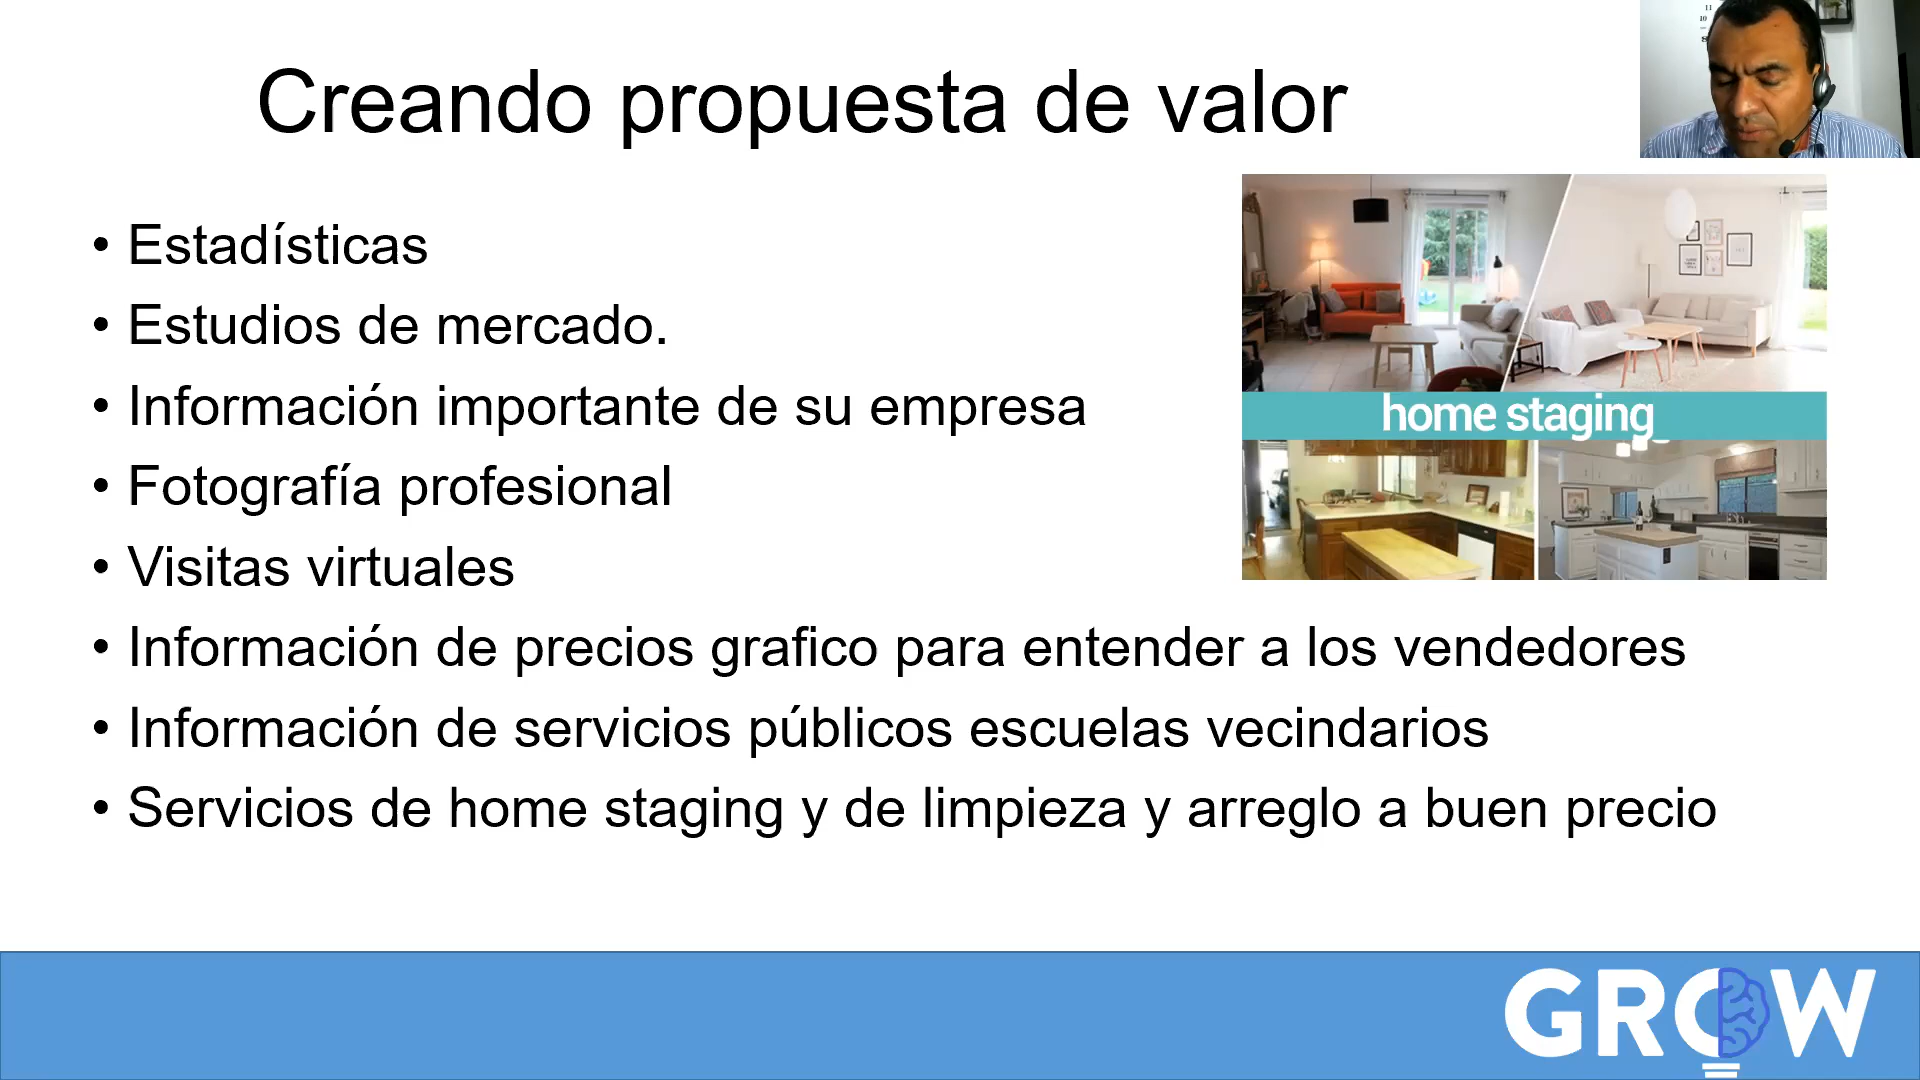 Creando propuesta de valor
• Estadísticas
• Estudios de mercado.
• Información importante de su empresa
• Fotografía profesional
• Visitas virtuales
• Información de precios grafico para entender a los vendedores
• Información de servicios públicos escuelas vecindarios
• Servicios de home staging y de limpieza y arreglo a buen precio
home staging
GROW